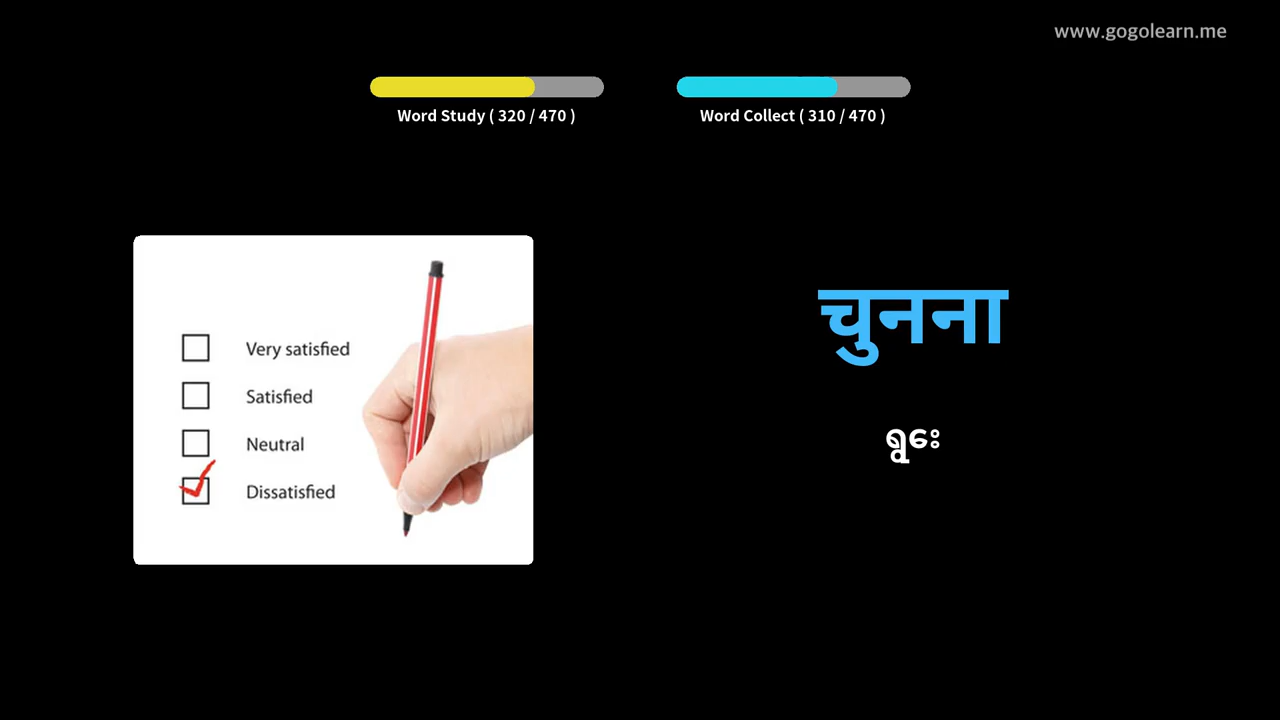 www.gogolearn.me
Word Study ( 320 / 470 )
Word Collect ( 310 / 470 )
Very satisfied
Satisfied
Neutral
Dissatisfied
चुनना
ရွေး